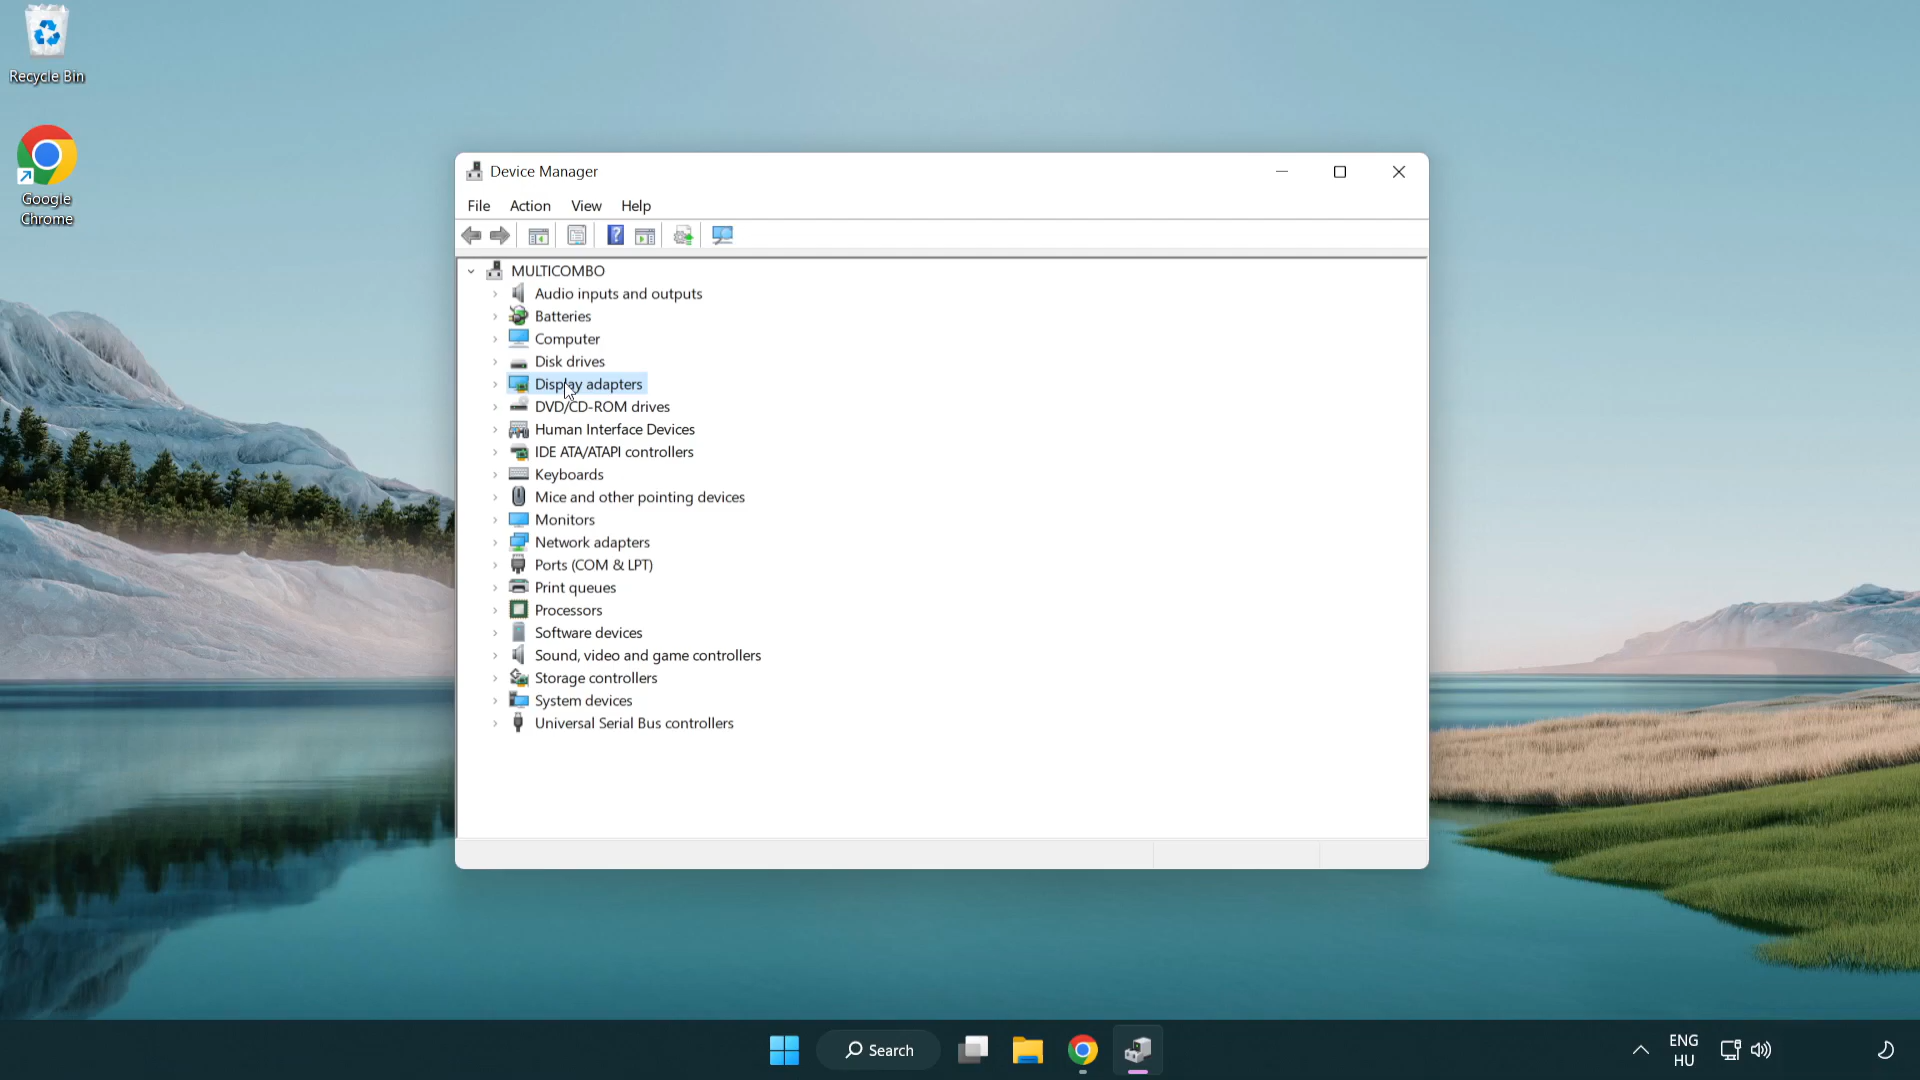 Recycle Bin
Google
Chrome
Device Manager
File Action View Help
MULTICOMBO
Audio inputs and outputs
Batteries
Computer
Disk drives
Display adapters
DVD/CD-ROM drives
Human Interface Devices
IDE ATA/ATAPI controllers
Keyboards
Mice and other pointing devices
Monitors
Network adapters
Ports (COM & LPT)
Print queues
Processors
Software devices
Sound, video and game controllers
Storage controllers
System devices
Universal Serial Bus controllers
Search
ENG
HU